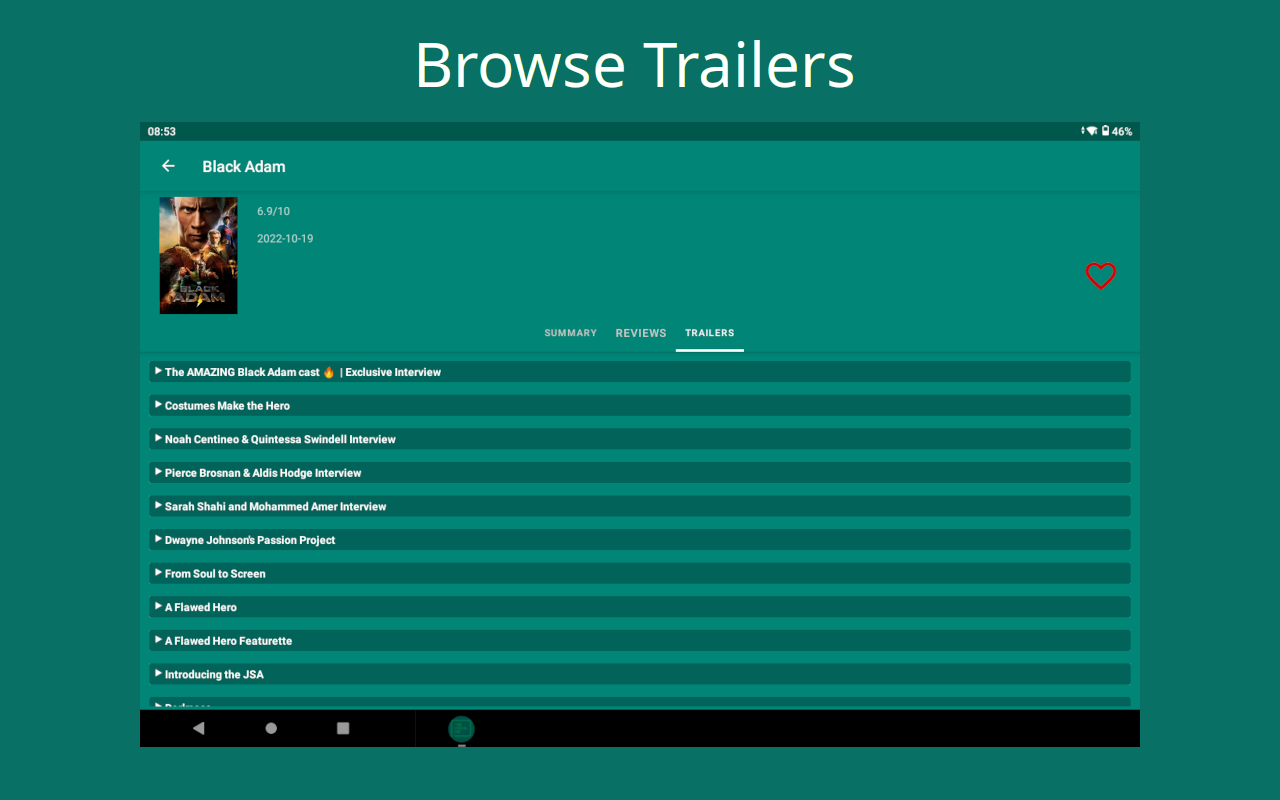 Browse Trailers
08:53
46%
Black Adam
6.9/10
2022-10-19
BLACK
ADAM
SUMMARY REVIEWS TRAILERS
The AMAZING Black Adam cast 🔥 | Exclusive Interview
Costumes Make the Hero
Noah Centineo & Quintessa Swindell Interview
Pierce Brosnan & Aldis Hodge Interview
Sarah Shahi and Mohammed Amer Interview
Dwayne Johnson's Passion Project
From Soul to Screen
A Flawed Hero
A Flawed Hero Featurette
Introducing the JSA